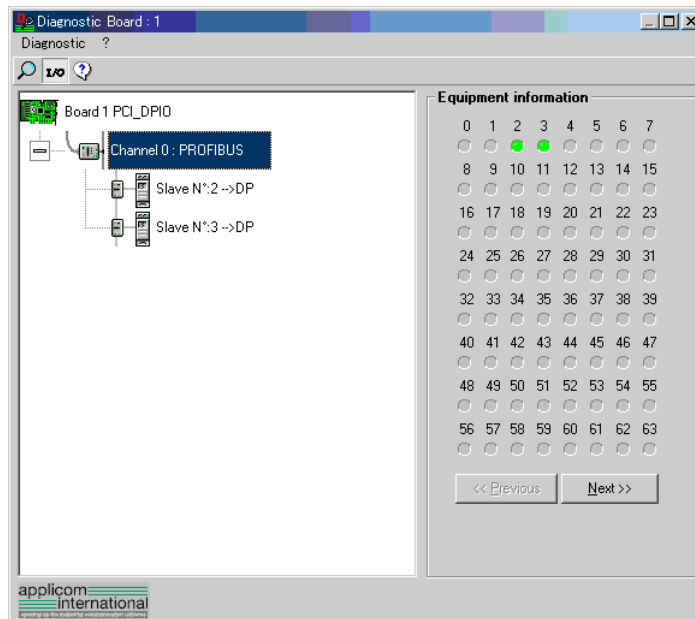 Diagnostic Board : 1
Diagnostic ?
I/O
Board 1 PCI_DPIO
Channel 0 : PROFIBUS
Slave N°:2 -->DP
Slave N°:3 -->DP
Equipment information
0 1 2 3 4 5 6 7
8 9 10 11 12 13 14 15
16 17 18 19 20 21 22 23
24 25 26 27 28 29 30 31
32 33 34 35 36 37 38 39
40 41 42 43 44 45 46 47
48 49 50 51 52 53 54 55
56 57 58 59 60 61 62 63
<< Previous Next >>
applicom
international